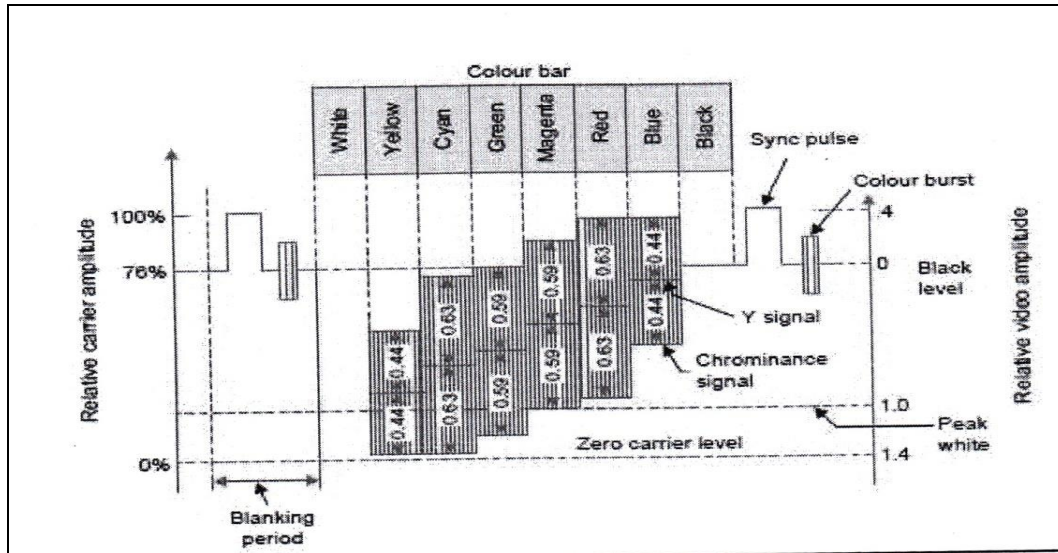 Colour bar
White
Yellow
Cyan
Green
Magenta
Red
Blue
Black
Sync pulse
Colour burst
100%
76%
0%
Relative carrier amplitude
4
0
1.0
1.4
Black
level
Relative video amplitude
0.44
0.44
0.63
0.63
0.59
0.59
0.59
0.59
0.63
0.63
0.44
0.44
Y signal
Chrominance
signal
Zero carrier level
Peak
white
Blanking
period